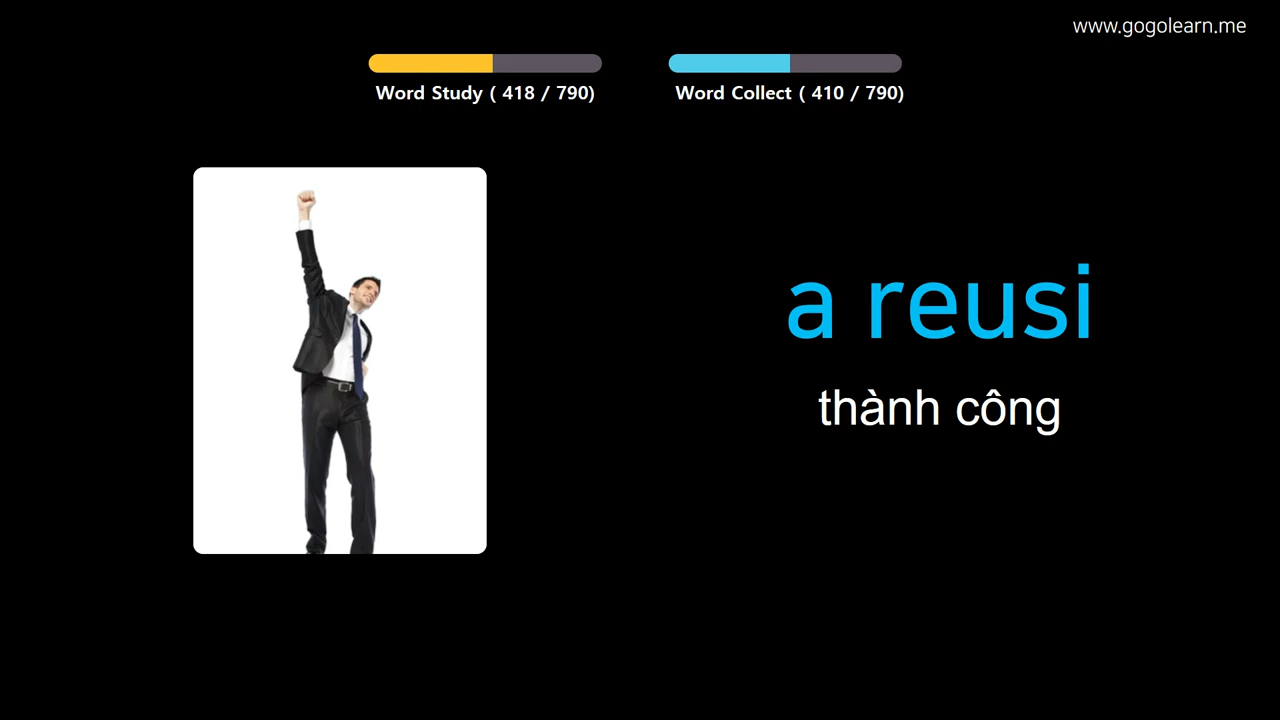 www.gogolearn.me
Word Study ( 418 / 790)
Word Collect ( 410 / 790)
a reusi
thành công